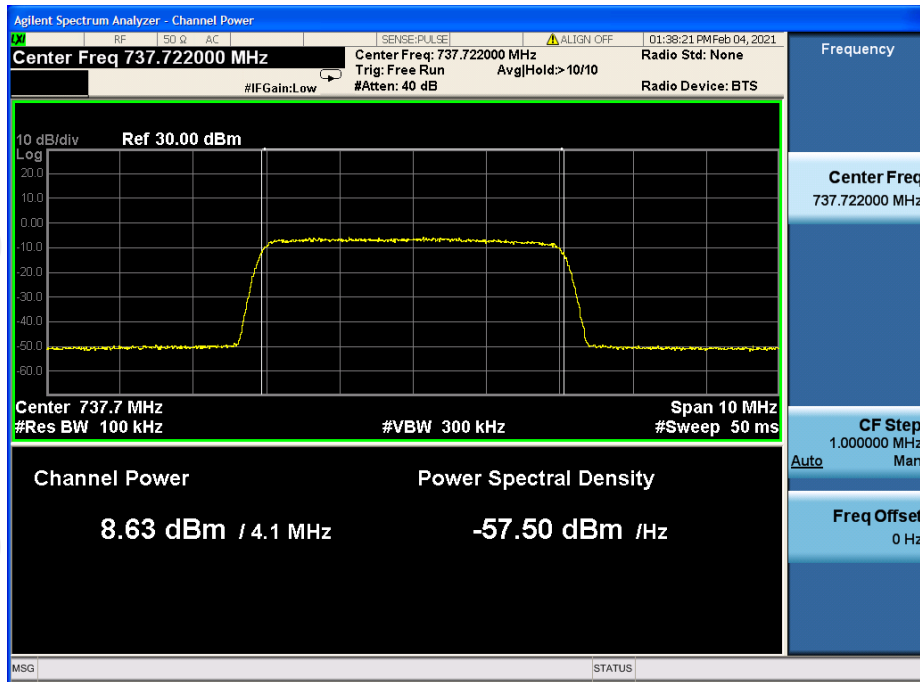 Agilent Spectrum Analyzer - Channel Power
LXI RF 50 Ω AC SENSE:PULSE ALIGN OFF 01:38:21 PM Feb 04, 2021
Center Freq 737.722000 MHz
Center Freq: 737.722000 MHz Radio Std: None
Trig: Free Run Avg|Hold:>10/10
#IFGain:Low #Atten: 40 dB Radio Device: BTS
Frequency
10 dB/div Ref 30.00 dBm
Log
20.0
10.0
0.00
-10.0
-20.0
-30.0
-40.0
-50.0
-60.0
Center 737.7 MHz Span 10 MHz
#Res BW 100 kHz #VBW 300 kHz #Sweep 50 ms
Channel Power Power Spectral Density
8.63 dBm / 4.1 MHz -57.50 dBm /Hz
Center Freq
737.722000 MHz
CF Step
1.000000 MHz
Auto Man
Freq Offset
0 Hz
MSG STATUS